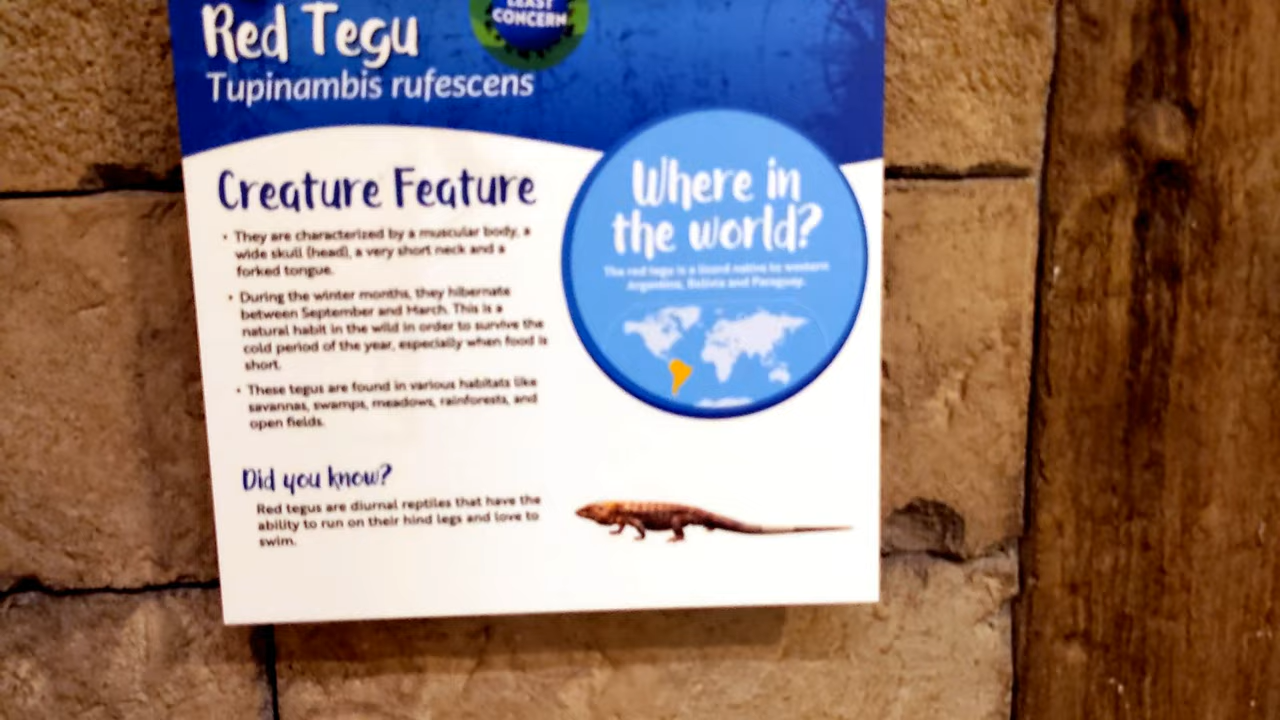 Red Tegu
LEAST
CONCERN
Tupinambis rufescens
Creature Feature
• They are characterized by a muscular body, a
wide skull (head), a very short neck and a
forked tongue.
• During the winter months, they hibernate
between September and March. This is a
natural habit in the wild in order to survive the
cold period of the year, especially when food is
short.
• These tegus are found in various habitats like
savannas, swamps, meadows, rainforests, and
open fields.
Did you know?
Red tegus are diurnal reptiles that have the
ability to run on their hind legs and love to
swim.
Where in
the world?
The red tegu is a lizard native to western
Argentina, Bolivia and Paraguay.